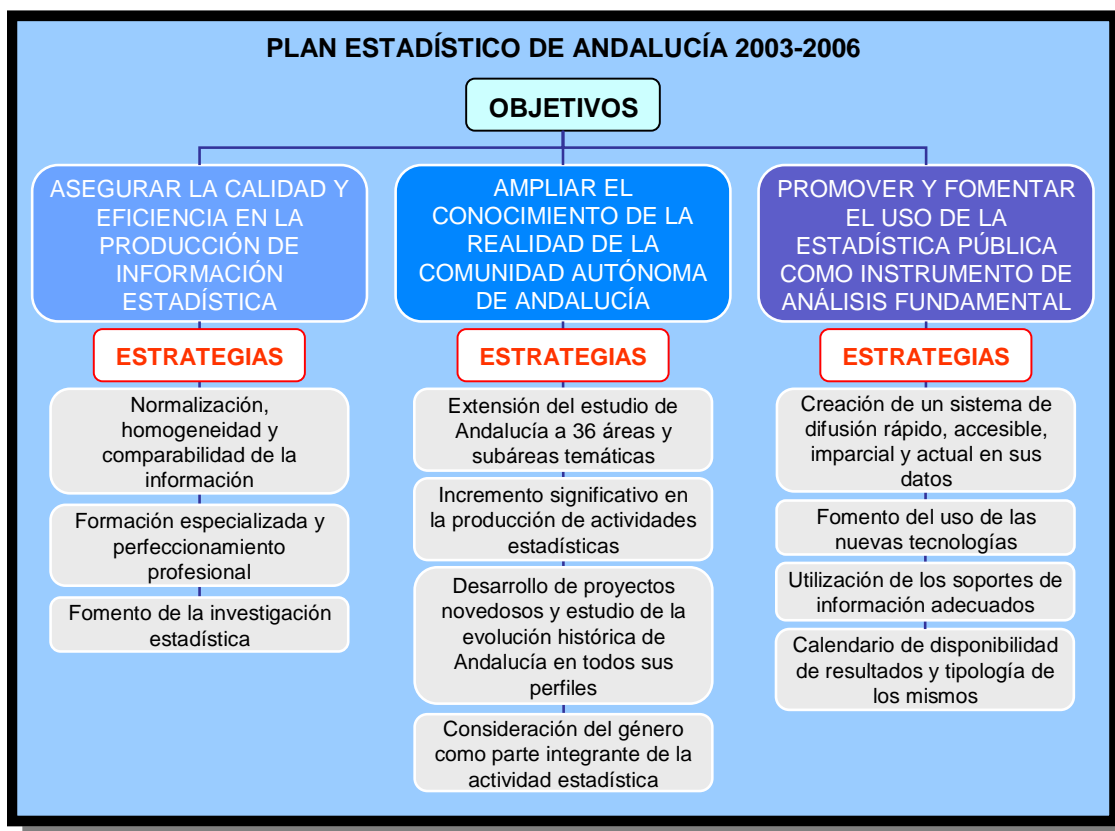 PLAN ESTADÍSTICO DE ANDALUCÍA 2003-2006
OBJETIVOS
ASEGURAR LA CALIDAD Y
EFICIENCIA EN LA
PRODUCCIÓN DE
INFORMACIÓN
ESTADÍSTICA
ESTRATEGIAS
Normalización,
homogeneidad y
comparabilidad de la
información
Formación especializada y
perfeccionamiento
profesional
Fomento de la investigación
estadística
AMPLIAR EL
CONOCIMIENTO DE LA
REALIDAD DE LA
COMUNIDAD AUTÓNOMA
DE ANDALUCÍA
ESTRATEGIAS
Extensión del estudio de
Andalucía a 36 áreas y
subáreas temáticas
Incremento significativo en
la producción de actividades
estadísticas
Desarrollo de proyectos
novedosos y estudio de la
evolución histórica de
Andalucía en todos sus
perfiles
Consideración del género
como parte integrante de la
actividad estadística
PROMOVER Y FOMENTAR
EL USO DE LA
ESTADÍSTICA PÚBLICA
COMO INSTRUMENTO DE
ANÁLISIS FUNDAMENTAL
ESTRATEGIAS
Creación de un sistema de
difusión rápido, accesible,
imparcial y actual en sus
datos
Fomento del uso de las
nuevas tecnologías
Utilización de los soportes de
información adecuados
Calendario de disponibilidad
de resultados y tipología de
los mismos